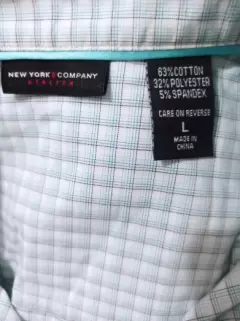 NEW YORK & COMPANY
STRETCH
63%COTTON
32%POLYESTER
5%SPANDEX
CARE ON REVERSE
L
MADE IN
CHINA